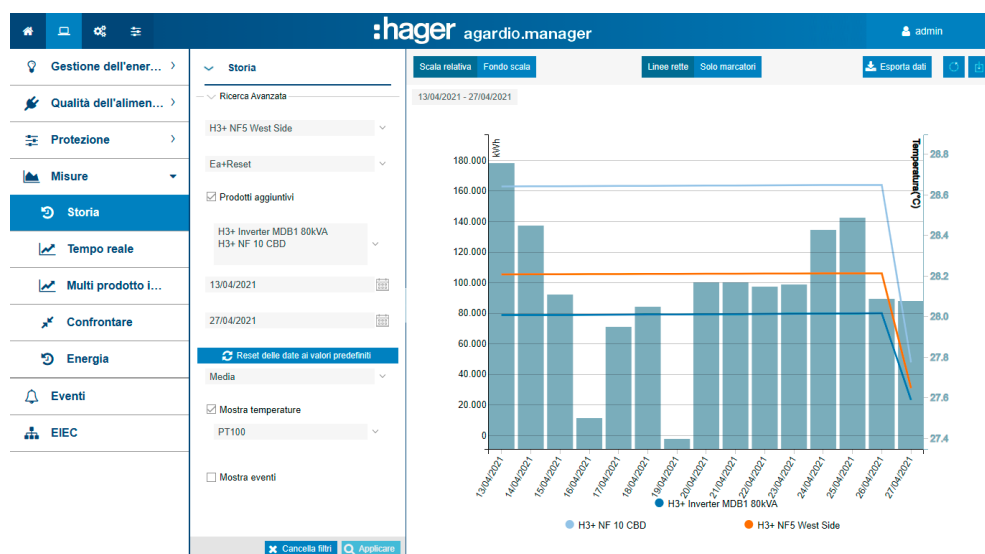 :hager agardio.manager
admin
Gestione dell'ener...
Qualità dell'alimen...
Protezione
Misure
Storia
Tempo reale
Multi prodotto i...
Confrontare
Energia
Eventi
EIEC
Storia
Ricerca Avanzata
H3+ NF5 West Side
Ea+Reset
Prodotti aggiuntivi
H3+ Inverter MDB1 80kVA
H3+ NF 10 CBD
13/04/2021
27/04/2021
Reset delle date ai valori predefiniti
Media
Mostra temperature
PT100
Mostra eventi
Cancella filtri
Applicare
Scala relativa
Fondo scala
Linee rette
Solo marcatori
Esporta dati
13/04/2021 - 27/04/2021
kWh
180.000
160.000
140.000
120.000
100.000
80.000
60.000
40.000
20.000
0
Temperatura(°C)
28.8
28.6
28.4
28.2
28.0
27.8
27.6
27.4
13/04/2021
14/04/2021
15/04/2021
16/04/2021
17/04/2021
18/04/2021
19/04/2021
20/04/2021
21/04/2021
22/04/2021
23/04/2021
24/04/2021
25/04/2021
26/04/2021
27/04/2021
H3+ Inverter MDB1 80kVA
H3+ NF 10 CBD
H3+ NF5 West Side